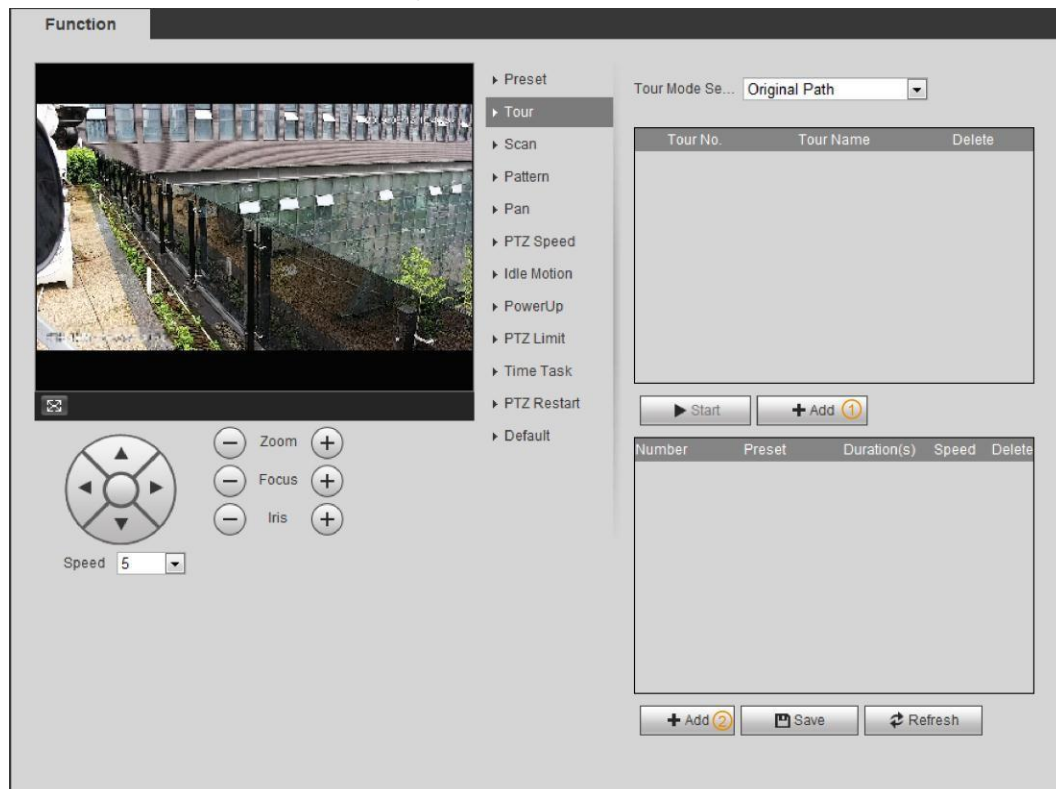 Function
Preset
Tour
Scan
Pattern
Pan
PTZ Speed
Idle Motion
PowerUp
PTZ Limit
Time Task
PTZ Restart
Default
Zoom
Focus
Iris
Speed 5
Tour Mode Se... Original Path
Tour No. Tour Name Delete
Start Add 1
Number Preset Duration(s) Speed Delete
Add 2 Save Refresh